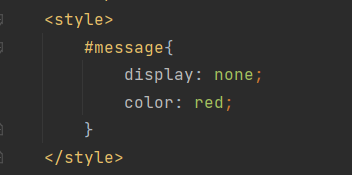 <style>
#message{
display: none;
color: red;
}
</style>